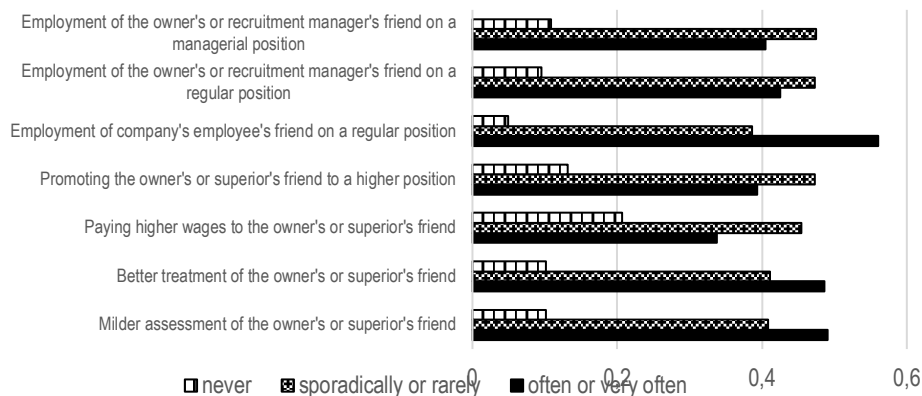 Employment of the owner's or recruitment manager's friend on a
managerial position
Employment of the owner's or recruitment manager's friend on a
regular position
Employment of company's employee's friend on a regular position
Promoting the owner's or superior's friend to a higher position
Paying higher wages to the owner's or superior's friend
Better treatment of the owner's or superior's friend
Milder assessment of the owner's or superior's friend
0 0,2 0,4 0,6
never sporadically or rarely often or very often